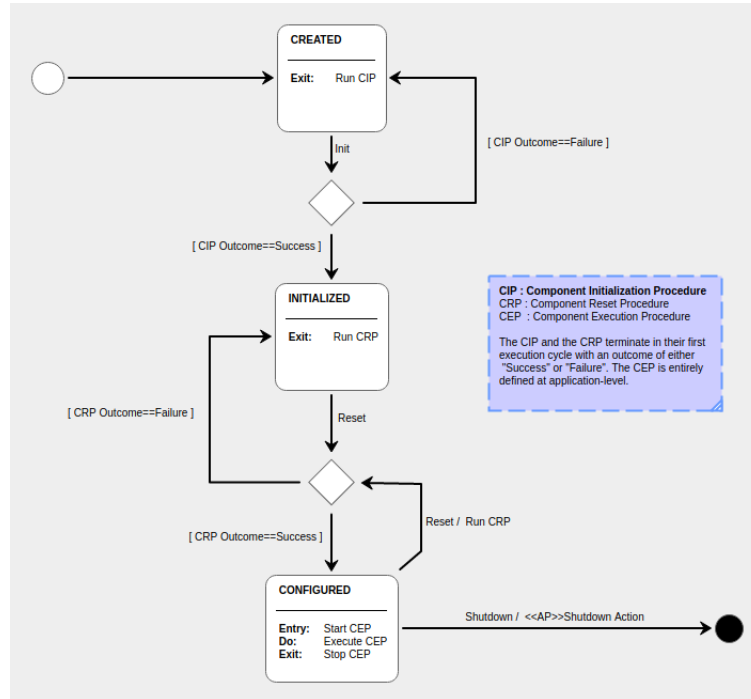 CREATED
Exit: Run CIP
[ CIP Outcome==Failure ]
Init
[ CIP Outcome==Success ]
INITIALIZED
Exit: Run CRP
CIP : Component Initialization Procedure
CRP : Component Reset Procedure
CEP : Component Execution Procedure
The CIP and the CRP terminate in their first
execution cycle with an outcome of either
"Success" or "Failure". The CEP is entirely
defined at application-level.
[ CRP Outcome==Failure ]
Reset
Reset / Run CRP
[ CRP Outcome==Success ]
CONFIGURED
Entry: Start CEP
Do: Execute CEP
Exit: Stop CEP
Shutdown / <<AP>>Shutdown Action